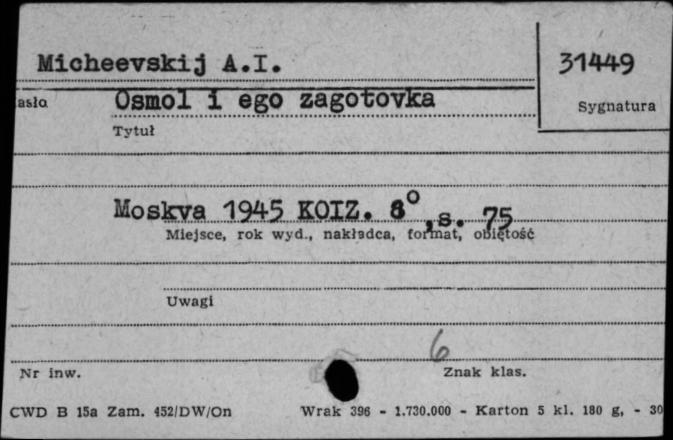 Micheevskij A.I.
31449
asło
Osmol i ego zagotovka
Sygnatura
Tytuł
Moskva 1945 KOIZ. 8°, s. 75
Miejsce, rok wyd., nakładca, format, objętość
Uwagi
6
Nr inw.
Znak klas.
CWD B 15a Zam. 452/DW/On Wrak 396 - 1.730.000 - Karton 5 kl. 180 g, - 30